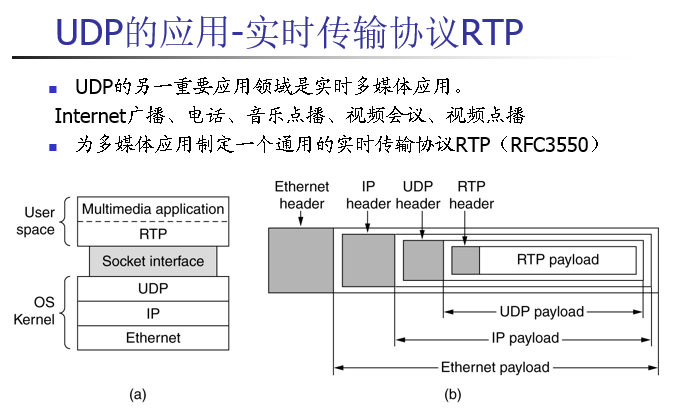 UDP的应用-实时传输协议RTP
UDP的另一重要应用领域是实时多媒体应用。
Internet广播、电话、音乐点播、视频会议、视频点播
为多媒体应用制定一个通用的实时传输协议RTP（RFC3550）
User space
Multimedia application
RTP
Socket interface
OS Kernel
UDP
IP
Ethernet
(a)
Ethernet header
IP header
UDP header
RTP header
RTP payload
UDP payload
IP payload
Ethernet payload
(b)